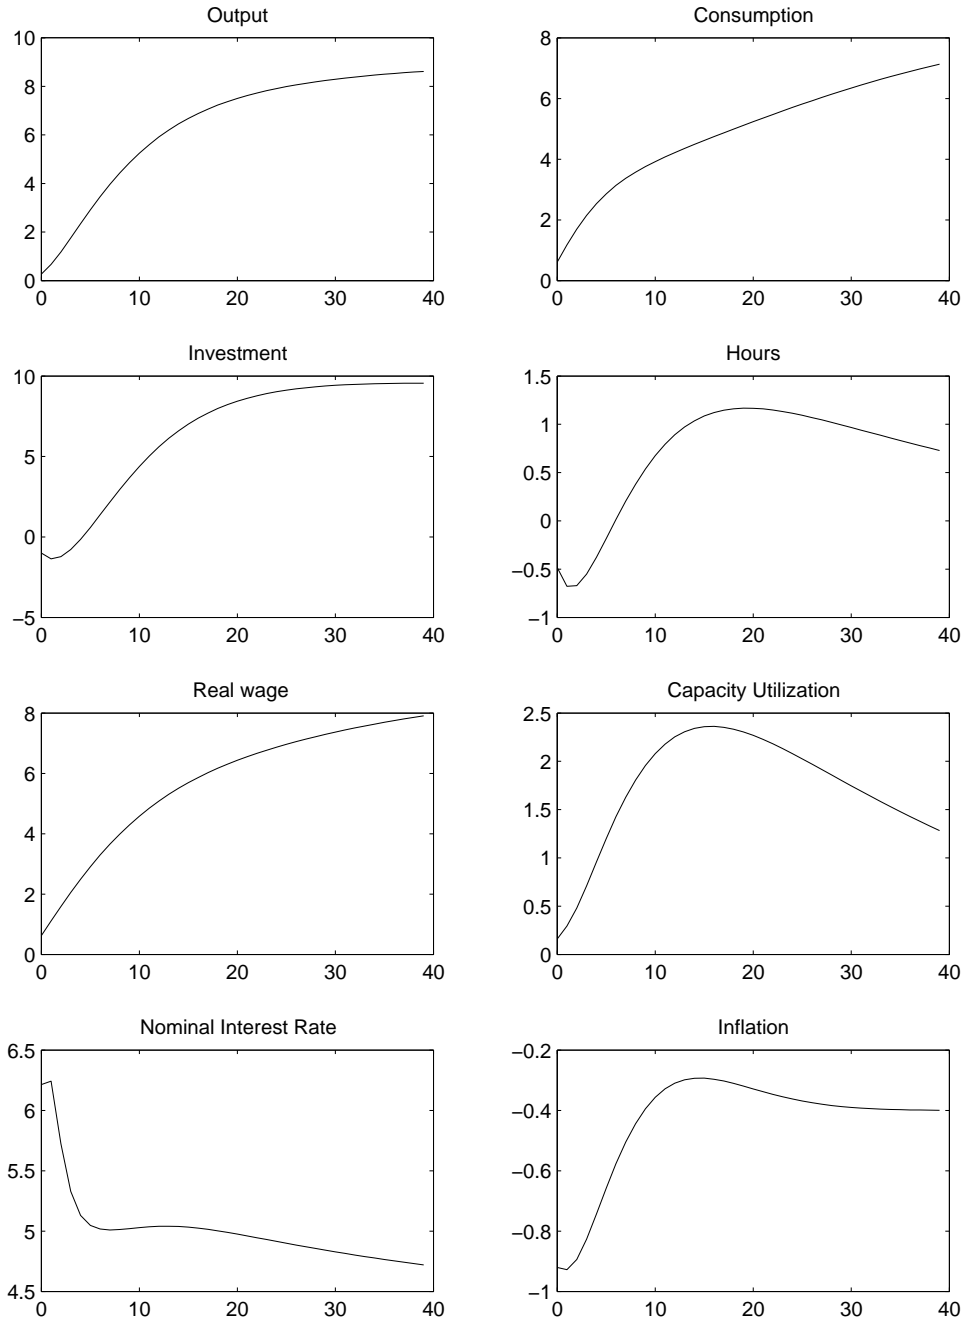 Output
10
8
6
4
2
0
0 10 20 30 40
Consumption
8
6
4
2
0
0 10 20 30 40
Investment
10
5
0
−5
0 10 20 30 40
Hours
1.5
1
0.5
0
−0.5
−1
0 10 20 30 40
Real wage
8
6
4
2
0
0 10 20 30 40
Capacity Utilization
2.5
2
1.5
1
0.5
0
0 10 20 30 40
Nominal Interest Rate
6.5
6
5.5
5
4.5
0 10 20 30 40
Inflation
−0.2
−0.4
−0.6
−0.8
−1
0 10 20 30 40